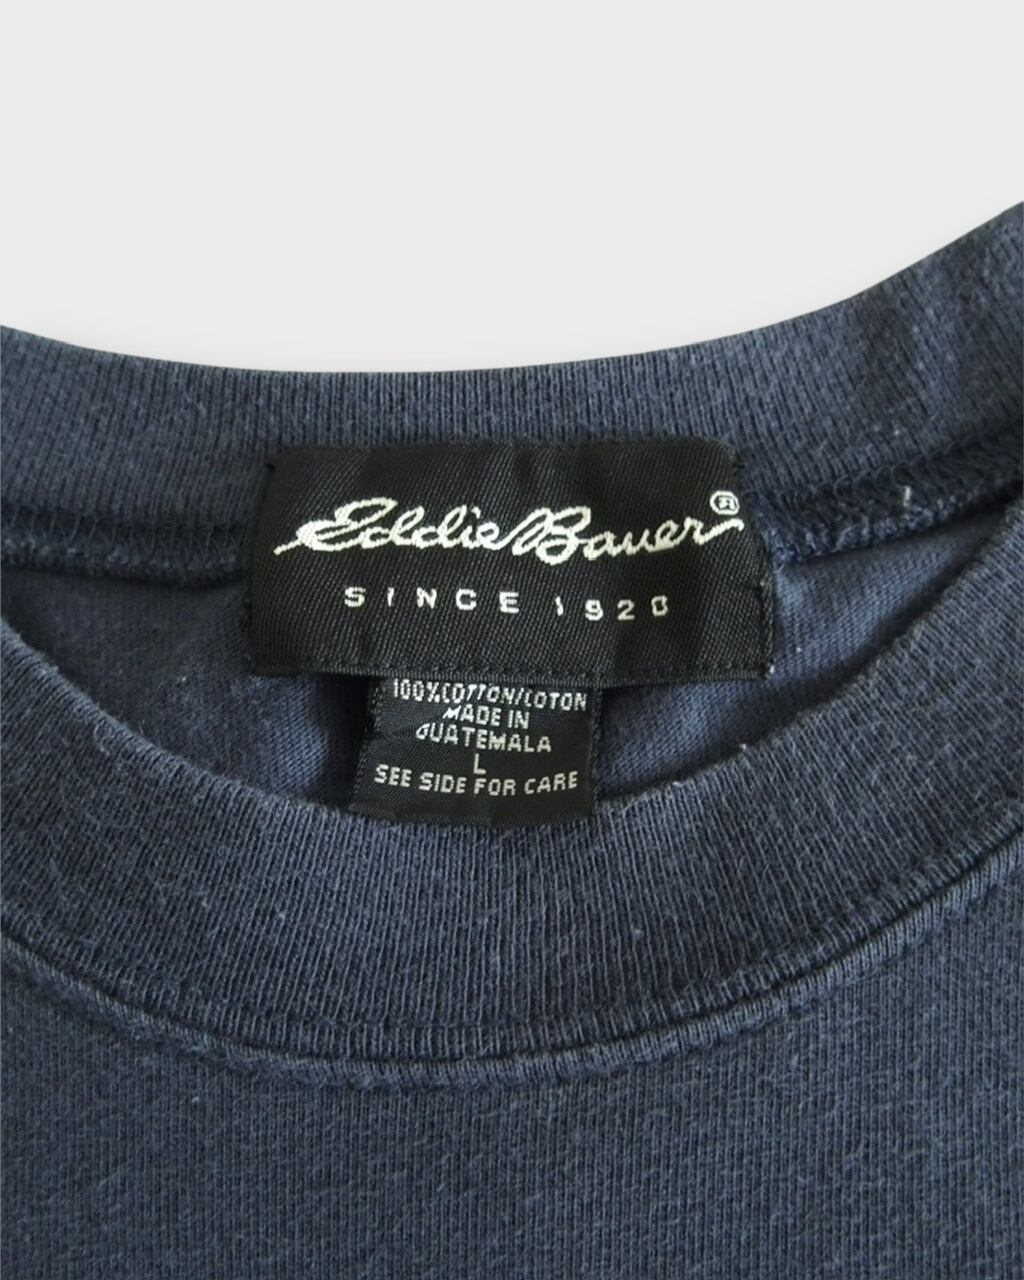 Eddie Bauer®
SINCE 1920
100% COTTON/COTON
MADE IN
GUATEMALA
L
SEE SIDE FOR CARE